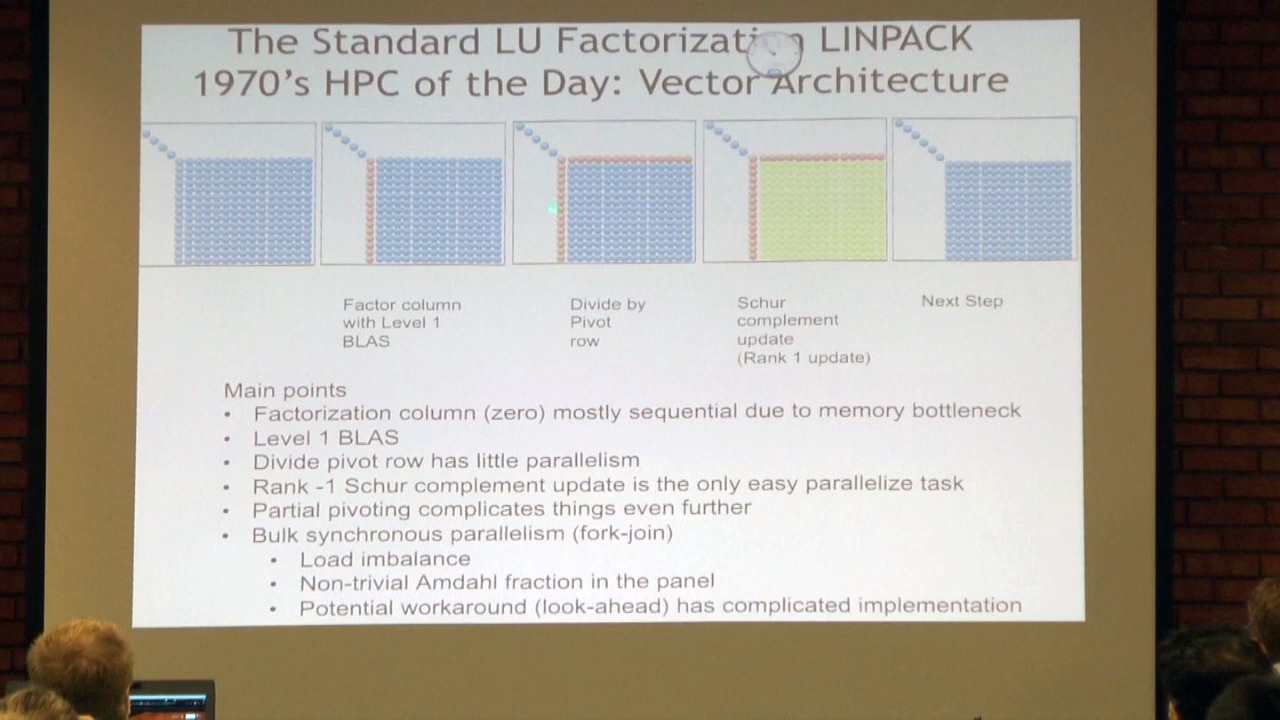 The Standard LU Factorization LINPACK
1970's HPC of the Day: Vector Architecture
Factor column
with Level 1
BLAS
Divide by
Pivot
row
Schur
complement
update
(Rank 1 update)
Next Step
Main points
• Factorization column (zero) mostly sequential due to memory bottleneck
• Level 1 BLAS
• Divide pivot row has little parallelism
• Rank -1 Schur complement update is the only easy parallelize task
• Partial pivoting complicates things even further
• Bulk synchronous parallelism (fork-join)
• Load imbalance
• Non-trivial Amdahl fraction in the panel
• Potential workaround (look-ahead) has complicated implementation